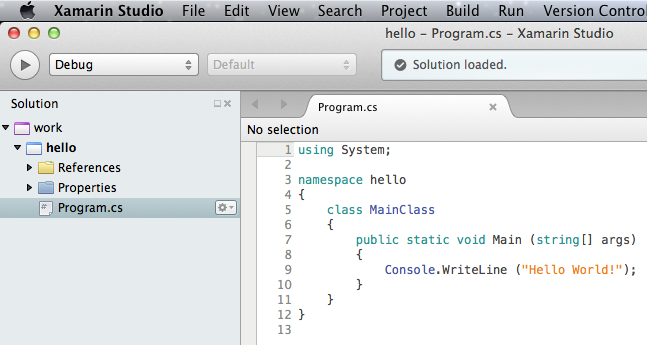 Xamarin Studio File Edit View Search Project Build Run Version Contro
hello – Program.cs – Xamarin Studio
Debug Default Solution loaded.
Solution
Program.cs
No selection
work
hello
References
Properties
Program.cs
1 using System;
2
3 namespace hello
4 {
5 class MainClass
6 {
7 public static void Main (string[] args)
8 {
9 Console.WriteLine ("Hello World!");
10 }
11 }
12 }
13